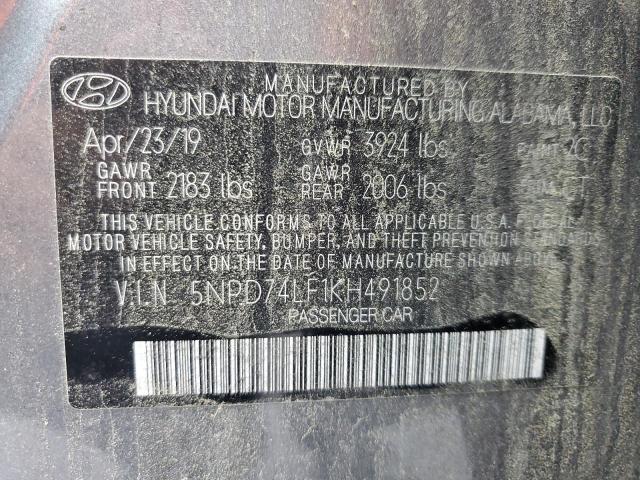 MANUFACTURED BY
HYUNDAI MOTOR MANUFACTURING ALABAMA, LLC
Apr/23/19 GVWR 3924 lbs PAINT 2C
GAWR FRONT 2183 lbs GAWR REAR 2006 lbs
THIS VEHICLE CONFORMS TO ALL APPLICABLE U.S.A. FEDERAL
MOTOR VEHICLE SAFETY, BUMPER, AND THEFT PREVENTION STANDARDS
IN EFFECT ON THE DATE OF MANUFACTURE SHOWN ABOVE.
V.I.N 5NPD74LF1KH491852
PASSENGER CAR